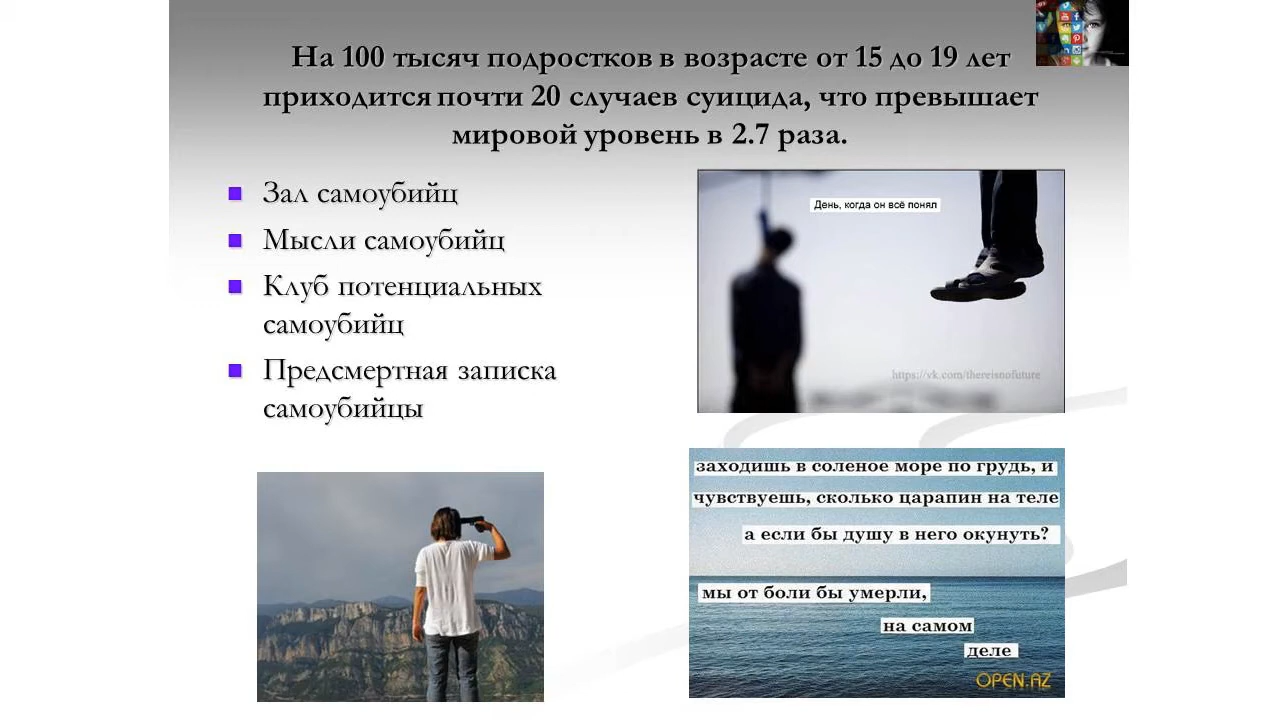 На 100 тысяч подростков в возрасте от 15 до 19 лет
приходится почти 20 случаев суицида, что превышает
мировой уровень в 2.7 раза.
Зал самоубийц
Мысли самоубийц
Клуб потенциальных
самоубийц
Предсмертная записка
самоубийцы
День, когда он всё понял
https://vk.com/thereisnofuture
заходишь в соленое море по грудь, и
чувствуешь, сколько царапин на теле
а если бы душу в него окунуть?
мы от боли бы умерли,
на самом
деле
OPEN.AZ